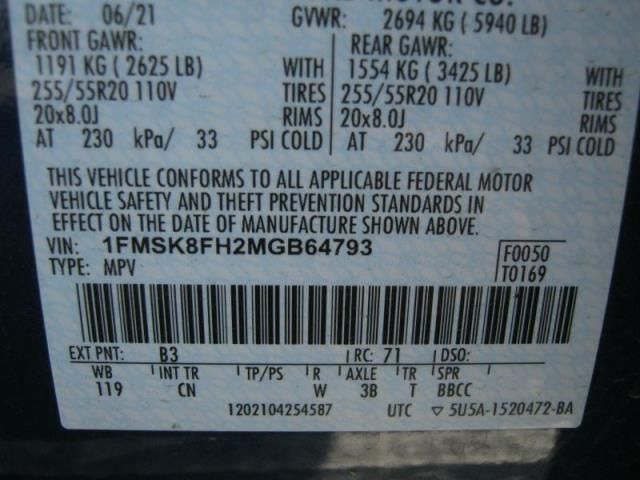 MOTOR CO.
DATE: 06/21 GVWR: 2694 KG ( 5940 LB)
FRONT GAWR: REAR GAWR:
1191 KG ( 2625 LB) WITH 1554 KG ( 3425 LB) WITH
255/55R20 110V TIRES 255/55R20 110V TIRES
20x8.0J RIMS 20x8.0J RIMS
AT 230 kPa/ 33 PSI COLD AT 230 kPa/ 33 PSI COLD
THIS VEHICLE CONFORMS TO ALL APPLICABLE FEDERAL MOTOR
VEHICLE SAFETY AND THEFT PREVENTION STANDARDS IN
EFFECT ON THE DATE OF MANUFACTURE SHOWN ABOVE.
VIN: 1FMSK8FH2MGB64793 F0050
TYPE: MPV T0169
EXT PNT: B3 RC: 71 DSO:
WB INT TR TP/PS R AXLE TR SPR
119 CN W 3B T BBCC
1202104254587 UTC ▽ 5U5A-1520472-BA